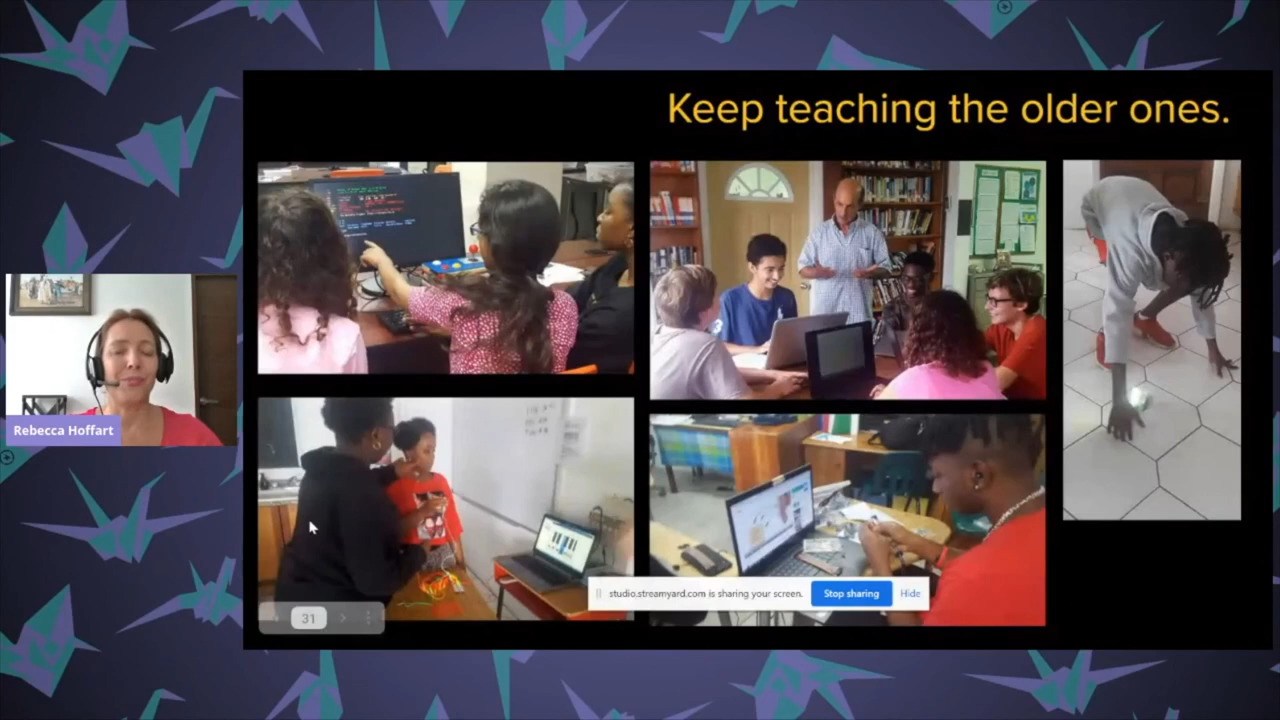 Keep teaching the older ones.
Rebecca Hoffart
studio.streamyard.com is sharing your screen.
Stop sharing
Hide
31